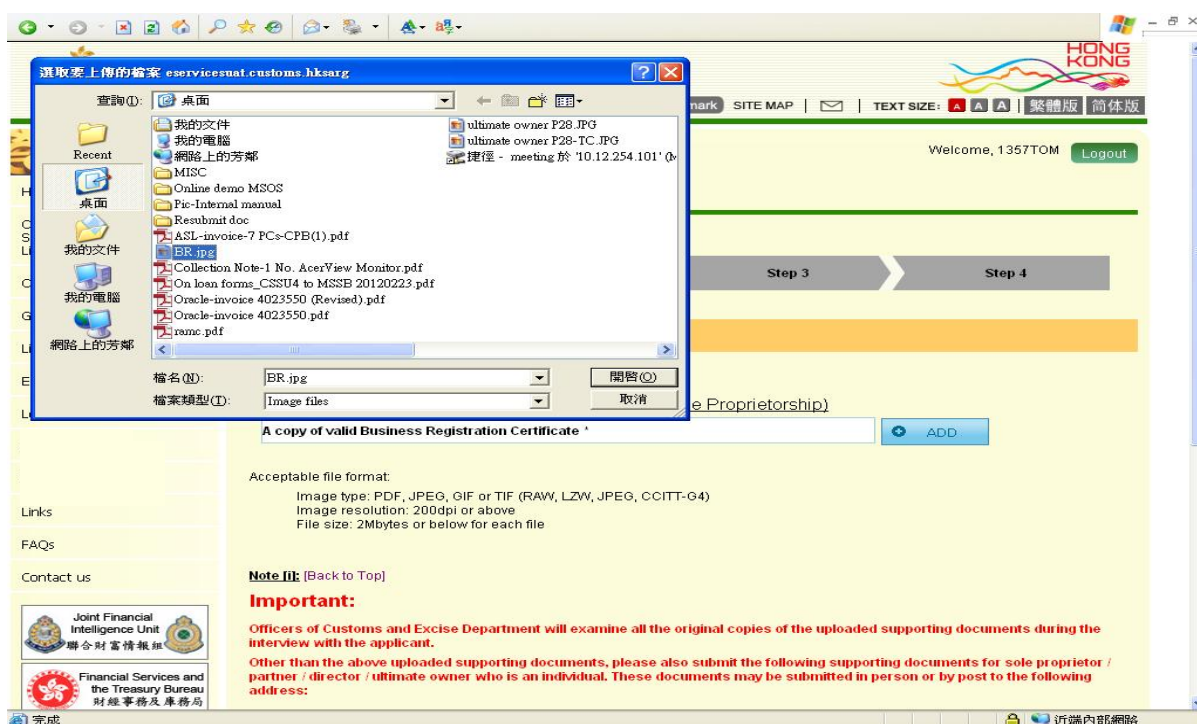 HONG
KONG
選取要上傳的檔案 eservicesuat.customs.hksarg
查詢(I):
桌面
SITE MAP | | TEXT SIZE: A A A | 繁體版 简体版
Recent
桌面
我的文件
我的電腦
網路上的芳鄰
我的文件
我的電腦
網路上的芳鄰
MISC
Online demo MSOS
Pic-Internal manual
Resubmit doc
ASL-invoice-7 PCs-CPB(1).pdf
BR.jpg
Collection Note-1 No. AcerView Monitor.pdf
On loan forms_CSSU4 to MSSB 20120223.pdf
Oracle-invoice 4023550 (Revised).pdf
Oracle-invoice 4023550.pdf
ramc.pdf
ultimate owner P28.JPG
ultimate owner P28-TC.JPG
捷徑 - meeting 於 '10.12.254.101' (M
檔名(N):
BR.jpg
開啓(O)
檔案類型(T):
Image files
取消
Welcome, 1357TOM Logout
Step 3
Step 4
e Proprietorship)
A copy of valid Business Registration Certificate *
ADD
Acceptable file format:
Image type: PDF, JPEG, GIF or TIF (RAW, LZW, JPEG, CCITT-G4)
Image resolution: 200dpi or above
File size: 2Mbytes or below for each file
Links
FAQs
Contact us
Joint Financial
Intelligence Unit
聯合財富情報組
Financial Services and
the Treasury Bureau
財經事務及庫務局
Note [i]: [Back to Top]
Important:
Officers of Customs and Excise Department will examine all the original copies of the uploaded supporting documents during the
interview with the applicant.
Other than the above uploaded supporting documents, please also submit the following supporting documents for sole proprietor /
partner / director / ultimate owner who is an individual. These documents may be submitted in person or by post to the following
address:
完成
近端內部網路